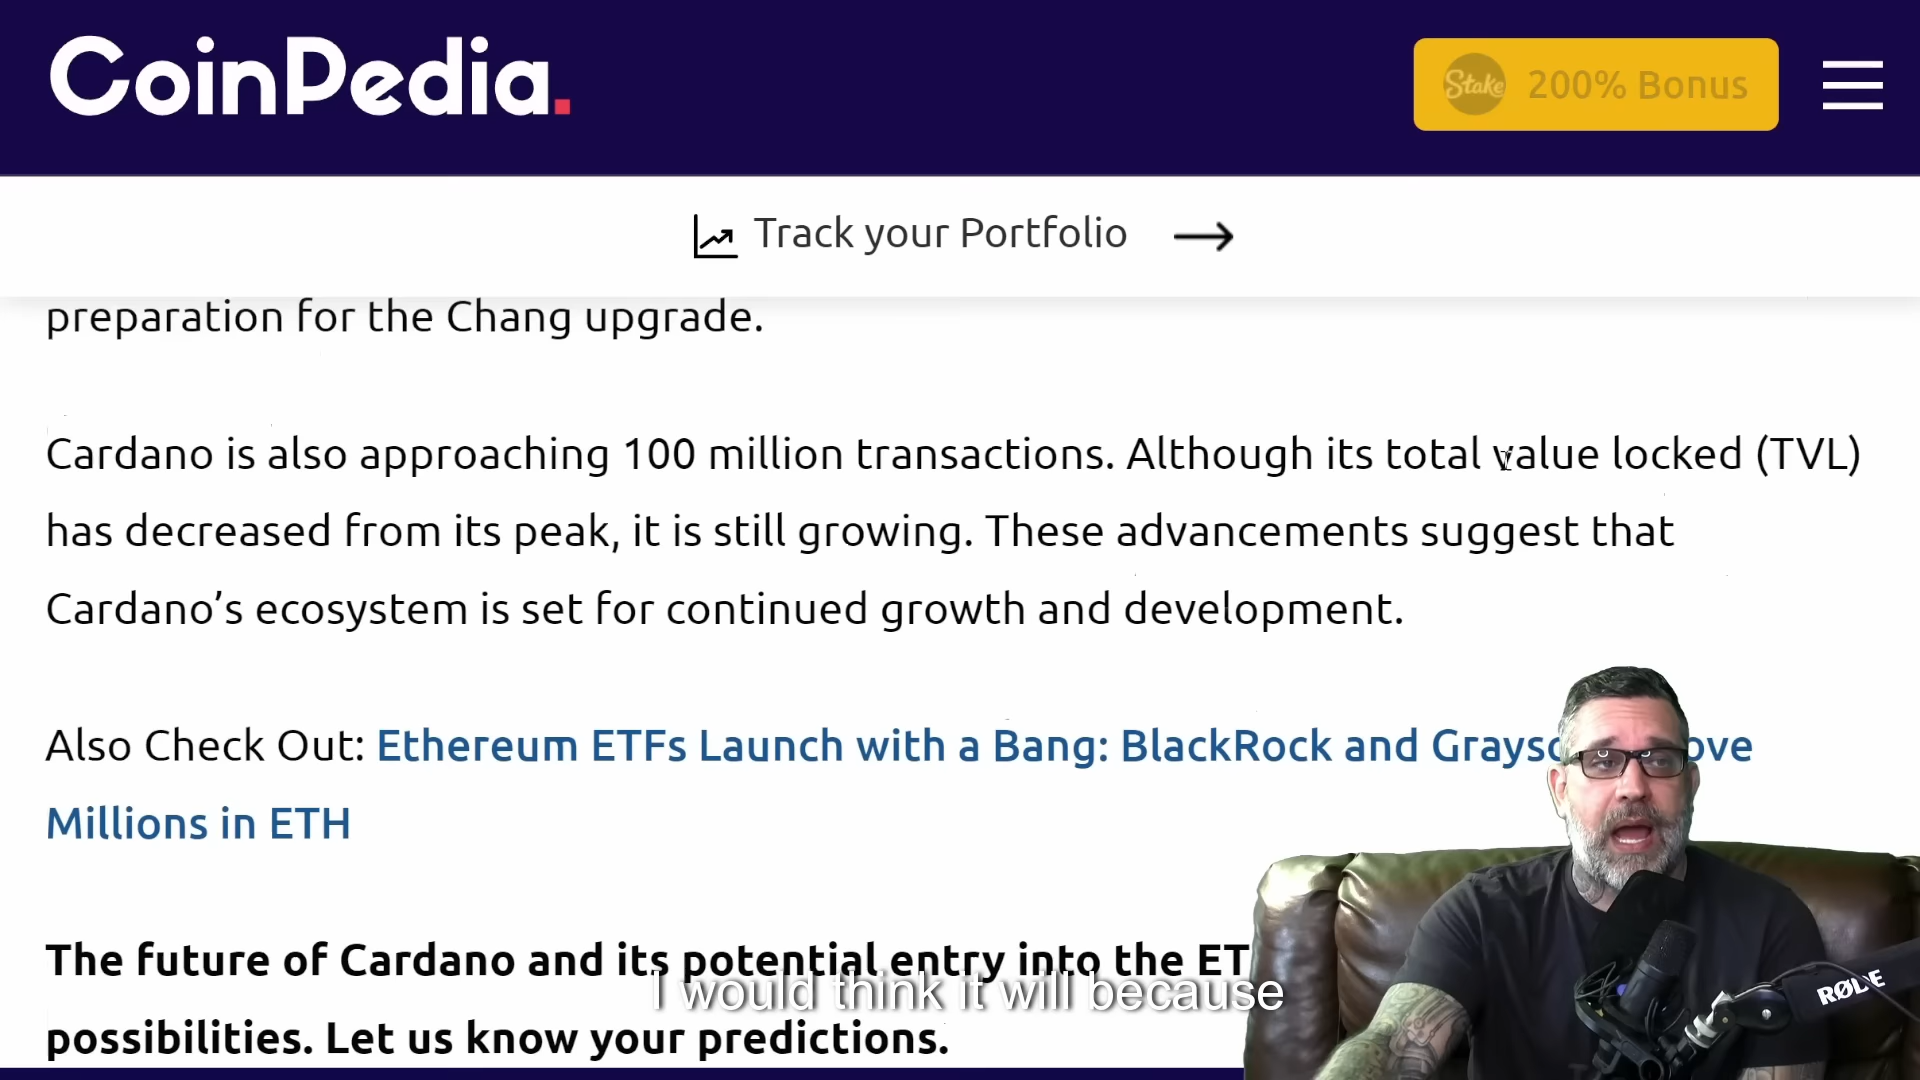 CoinPedia.
Stake 200% Bonus
Track your Portfolio
preparation for the Chang upgrade.
Cardano is also approaching 100 million transactions. Although its total value locked (TVL)
has decreased from its peak, it is still growing. These advancements suggest that
Cardano’s ecosystem is set for continued growth and development.
Also Check Out: Ethereum ETFs Launch with a Bang: BlackRock and
Millions in ETH
The future of Cardano and its potential entry into the
I would think it will because
possibilities. Let us know your predictions.
RØDE